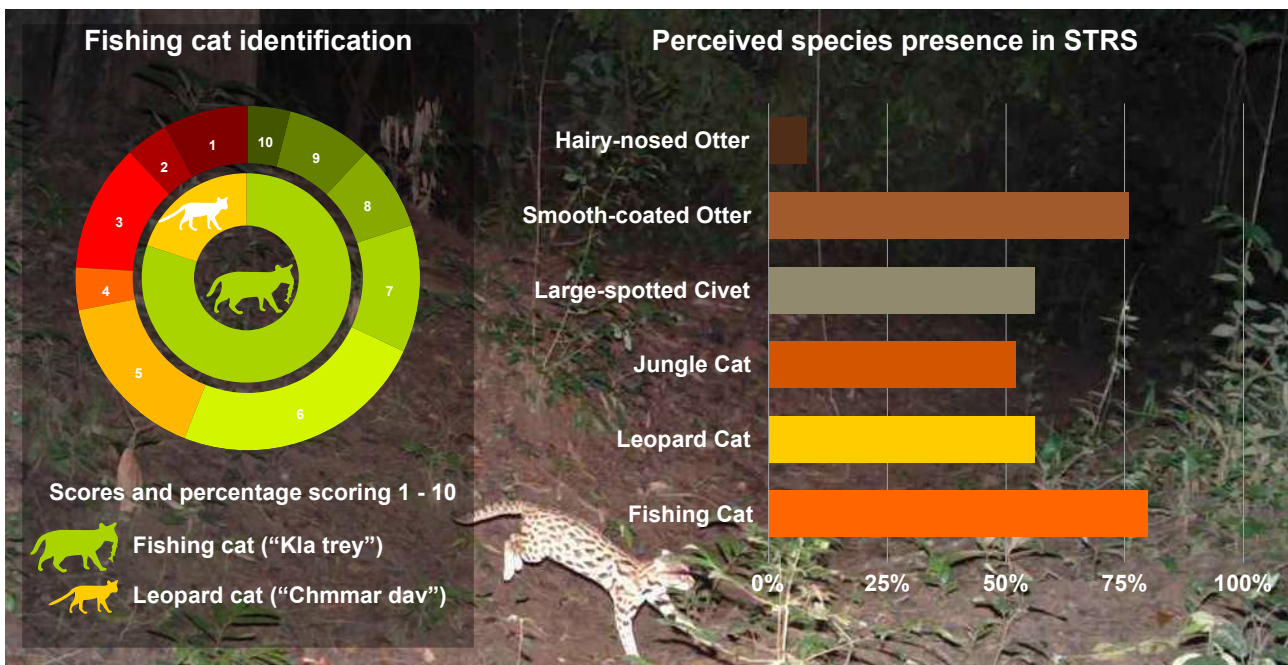 Fishing cat identification
10
9
8
7
6
5
4
3
2
1
Scores and percentage scoring 1 - 10
Fishing cat (“Kla trey”)
Leopard cat (“Chmmar dav”)
Perceived species presence in STRS
Hairy-nosed Otter
Smooth-coated Otter
Large-spotted Civet
Jungle Cat
Leopard Cat
Fishing Cat
0% 25% 50% 75% 100%